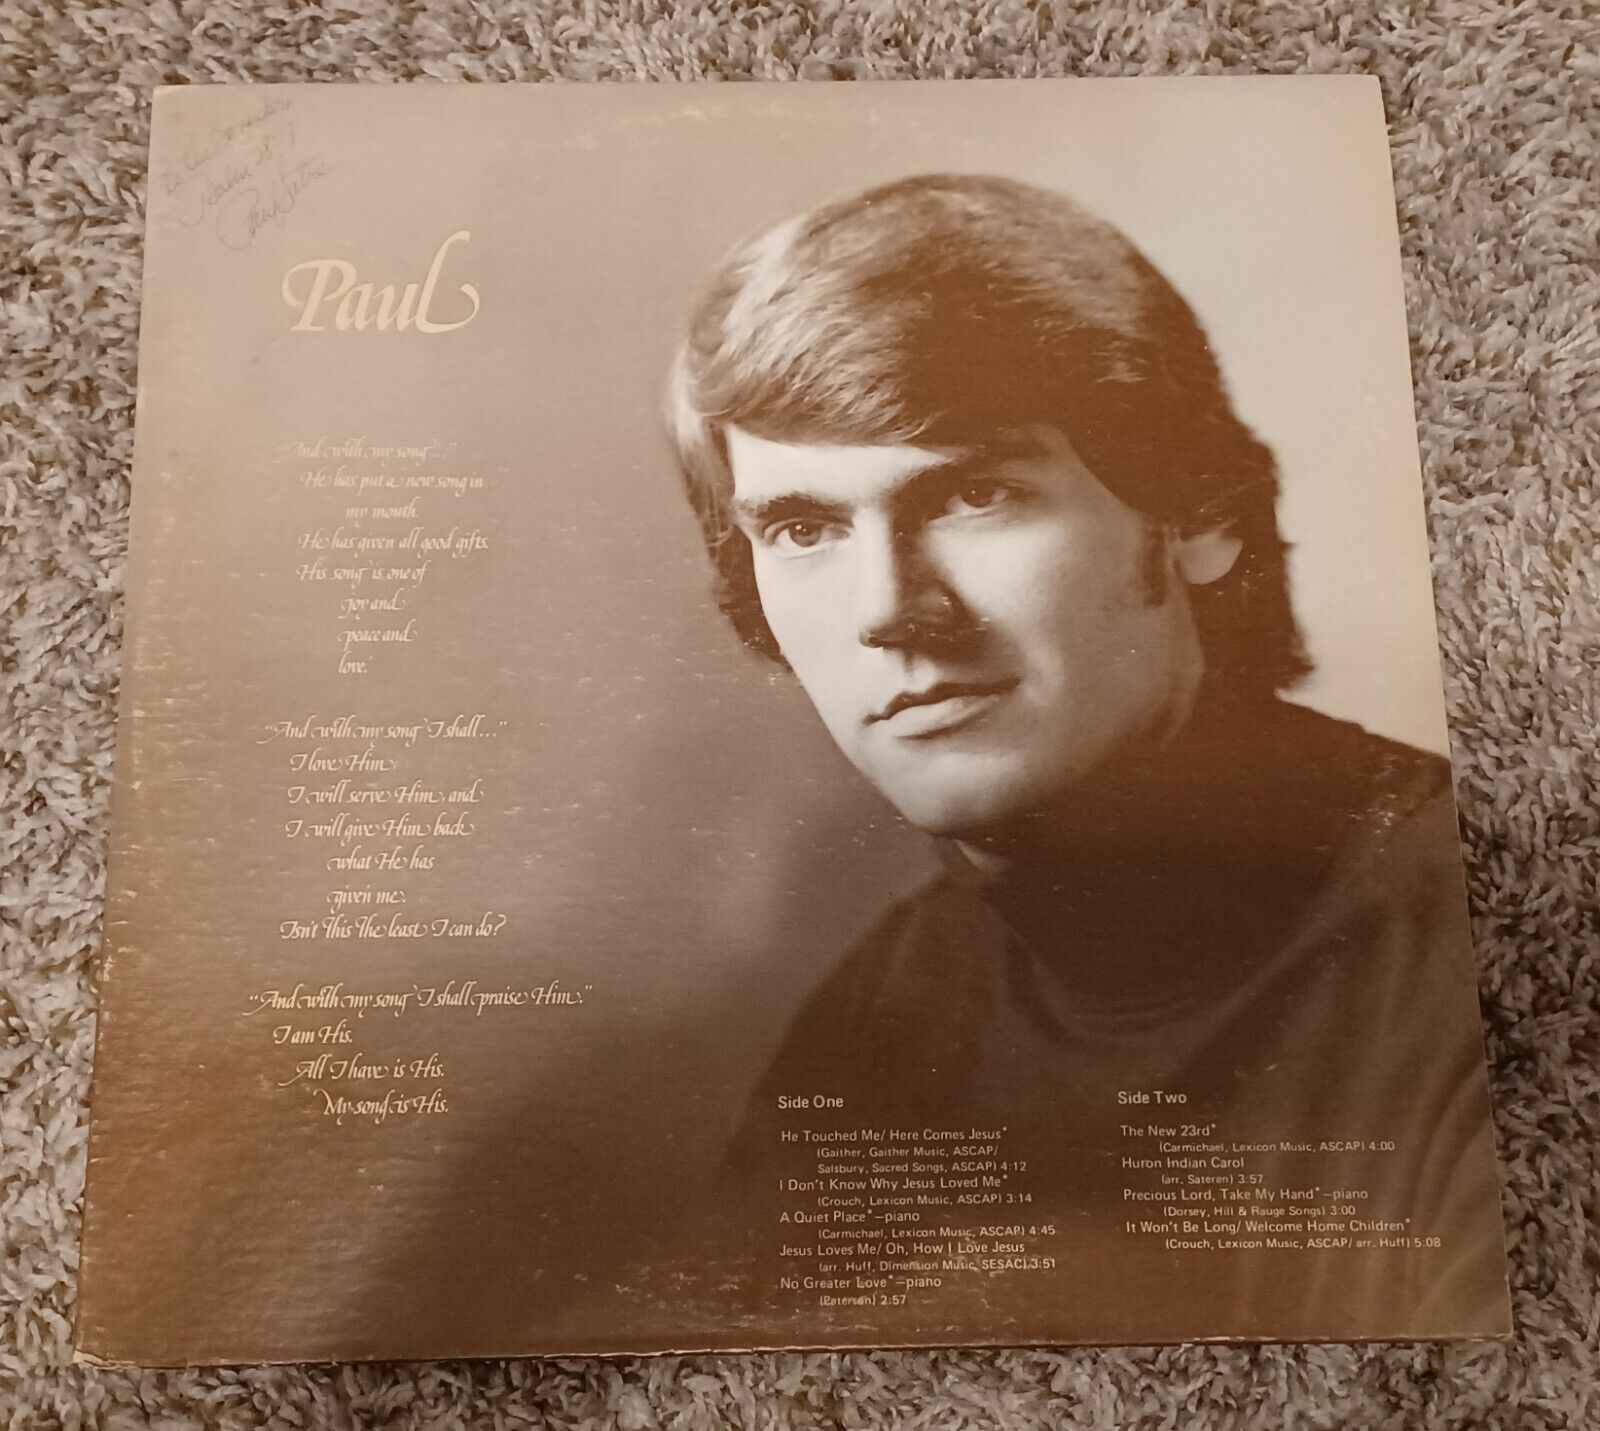 Psalm 28:7
Paul
"And with my song..."
He has put a new song in
my mouth.
He has given all good gifts.
His song is one of
joy and
peace and
love.
"And with my song I shall..."
I love Him
I will serve Him and
I will give Him back
what He has
given me.
Isn't this the least I can do?
"And with my song I shall praise Him."
I am His.
All I have is His.
My song is His.
Side One
He Touched Me/ Here Comes Jesus*
(Gaither, Gaither Music, ASCAP/
Salsbury, Sacred Songs, ASCAP) 4:12
I Don't Know Why Jesus Loved Me*
(Crouch, Lexicon Music, ASCAP) 3:14
A Quiet Place*—piano
(Carmichael, Lexicon Music, ASCAP) 4:45
Jesus Loves Me/ Oh, How I Love Jesus
(arr. Huff, Dimension Music, SESAC) 3:51
No Greater Love*—piano
(Peterson) 2:57
Side Two
The New 23rd*
(Carmichael, Lexicon Music, ASCAP) 4:00
Huron Indian Carol
(arr. Sateren) 3:57
Precious Lord, Take My Hand*—piano
(Dorsey, Hill & Rauge Songs) 3:00
It Won't Be Long/ Welcome Home Children*
(Crouch, Lexicon Music, ASCAP/ arr. Huff) 5:08